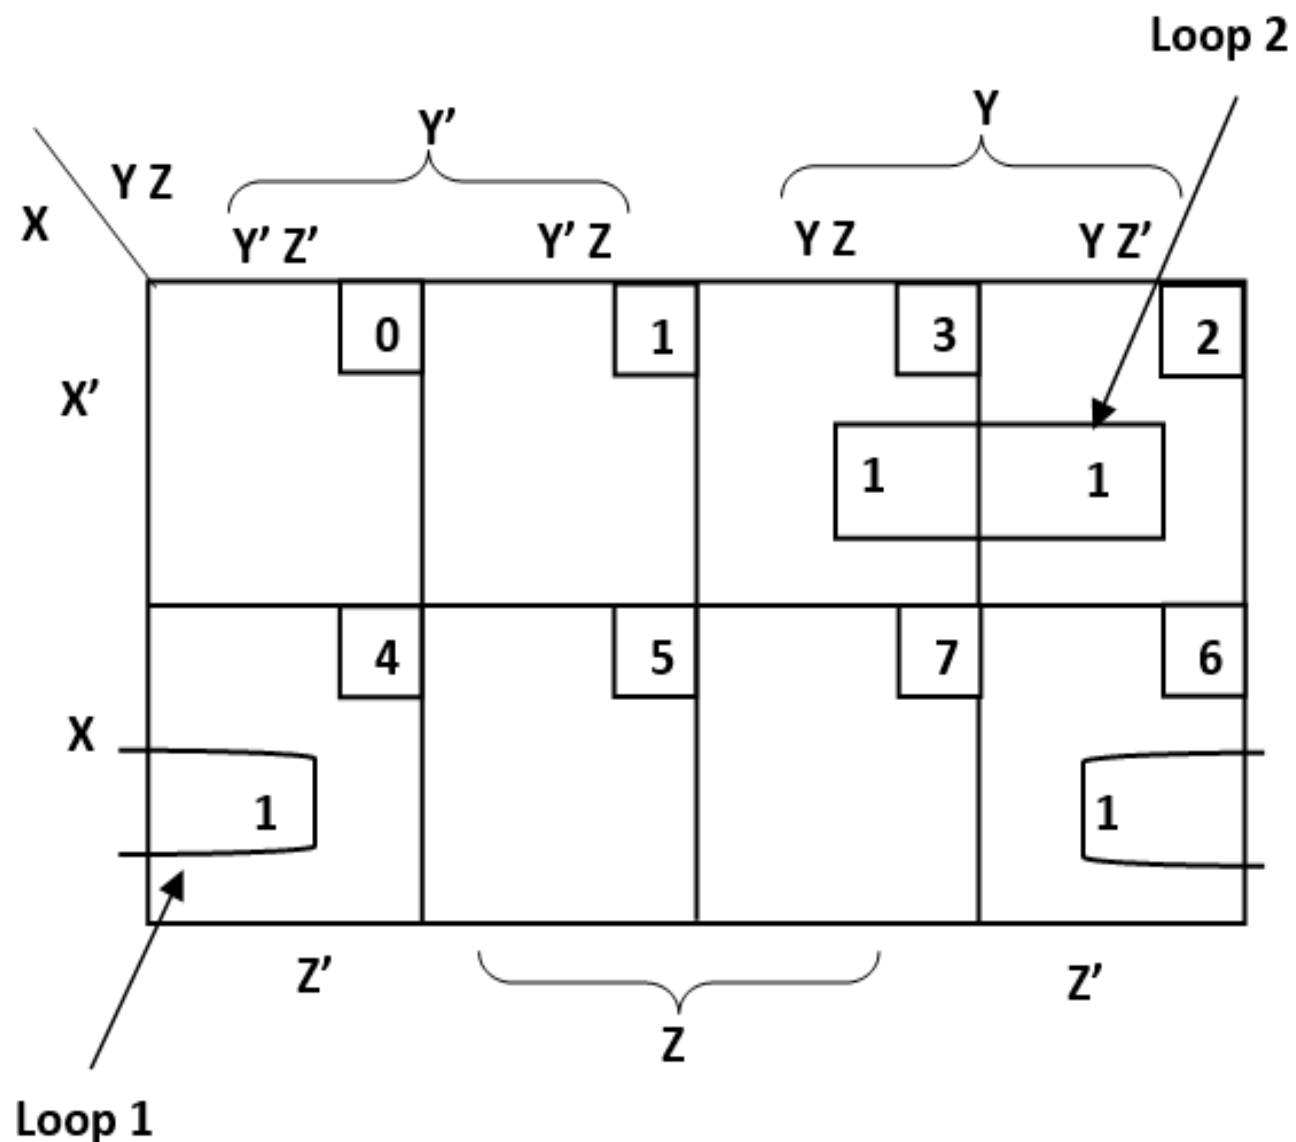 Loop 2
Y’ Y
Y Z
X
Y’ Z’ Y’ Z Y Z Y Z’
0 1 3 2
X’
1 1
4 5 7 6
X
1 1
Z’ Z’
Z
Loop 1